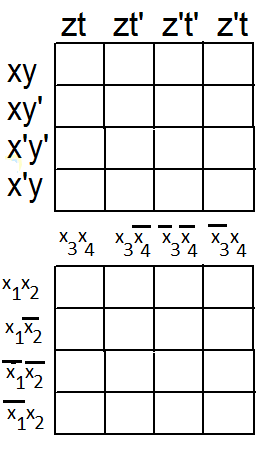 zt zt' z't' z't
xy
xy'
x'y'
x'y
x₃x₄ x₃x̅₄ x̅₃x̅₄ x̅₃x₄
x₁x₂
x₁x̅₂
x̅₁x̅₂
x̅₁x₂